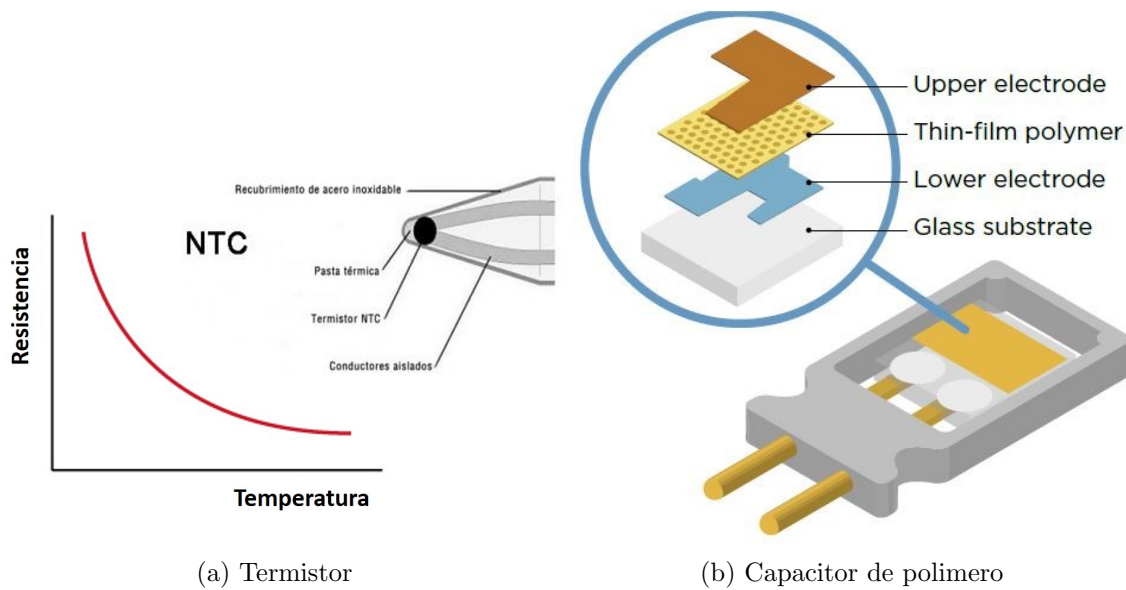 Recubrimiento de acero inoxidable
NTC
Pasta térmica
Termistor NTC
Conductores aislados
Resistencia
Temperatura
(a) Termistor
Upper electrode
Thin-film polymer
Lower electrode
Glass substrate
(b) Capacitor de polimero